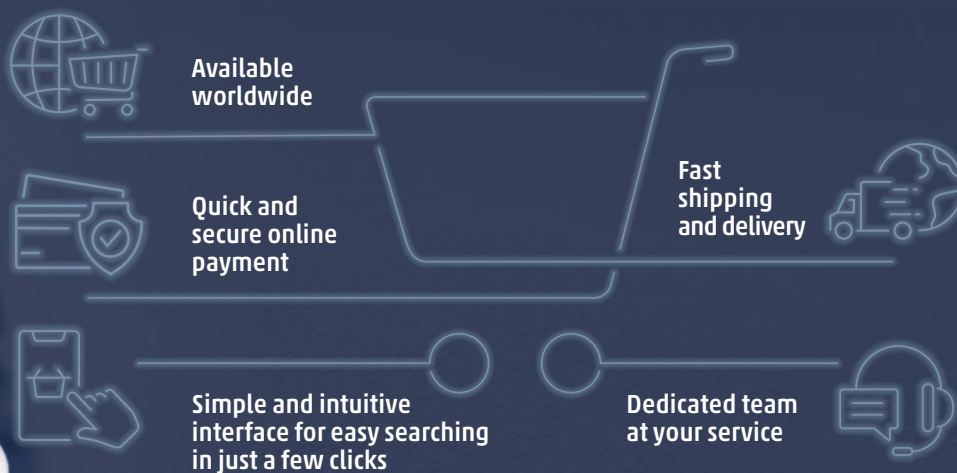 Available
worldwide
Quick and
secure online
payment
Fast
shipping
and delivery
Simple and intuitive
interface for easy searching
in just a few clicks
Dedicated team
at your service